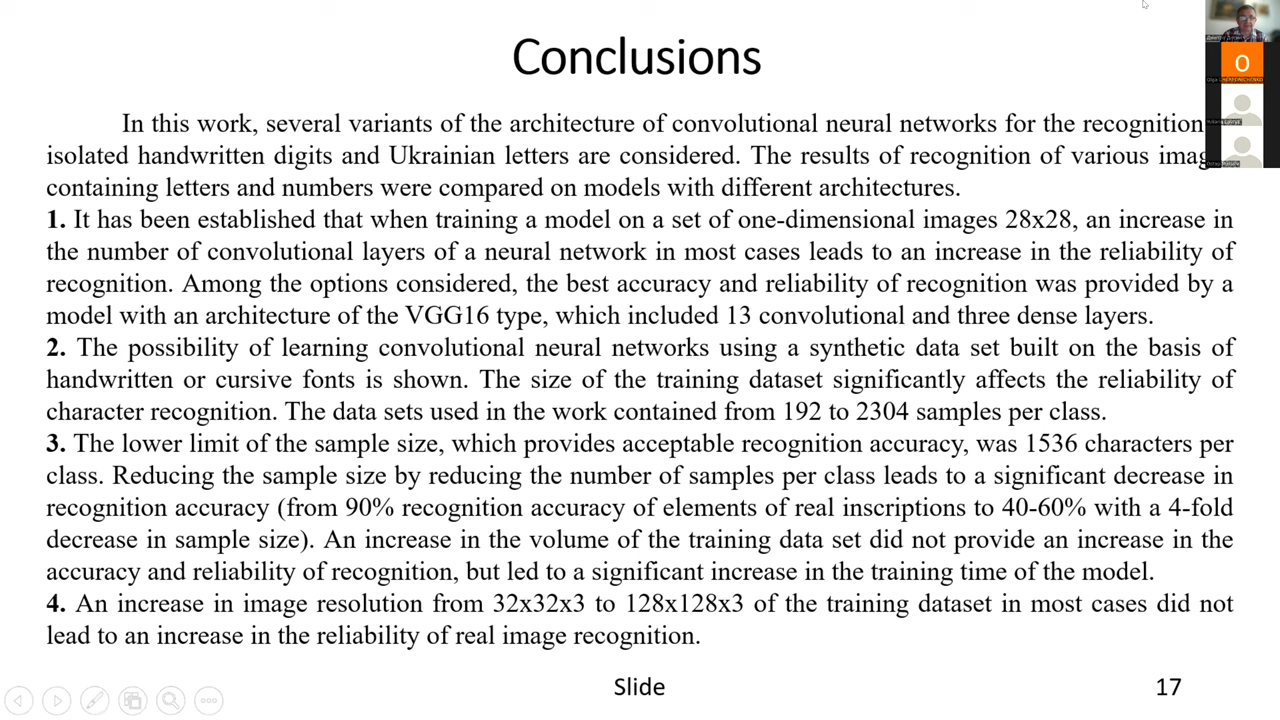 Conclusions
In this work, several variants of the architecture of convolutional neural networks for the recognition
isolated handwritten digits and Ukrainian letters are considered. The results of recognition of various imag
containing letters and numbers were compared on models with different architectures.
1. It has been established that when training a model on a set of one-dimensional images 28x28, an increase in
the number of convolutional layers of a neural network in most cases leads to an increase in the reliability of
recognition. Among the options considered, the best accuracy and reliability of recognition was provided by a
model with an architecture of the VGG16 type, which included 13 convolutional and three dense layers.
2. The possibility of learning convolutional neural networks using a synthetic data set built on the basis of
handwritten or cursive fonts is shown. The size of the training dataset significantly affects the reliability of
character recognition. The data sets used in the work contained from 192 to 2304 samples per class.
3. The lower limit of the sample size, which provides acceptable recognition accuracy, was 1536 characters per
class. Reducing the sample size by reducing the number of samples per class leads to a significant decrease in
recognition accuracy (from 90% recognition accuracy of elements of real inscriptions to 40-60% with a 4-fold
decrease in sample size). An increase in the volume of the training data set did not provide an increase in the
accuracy and reliability of recognition, but led to a significant increase in the training time of the model.
4. An increase in image resolution from 32x32x3 to 128x128x3 of the training dataset in most cases did not
lead to an increase in the reliability of real image recognition.
Slide
17
O